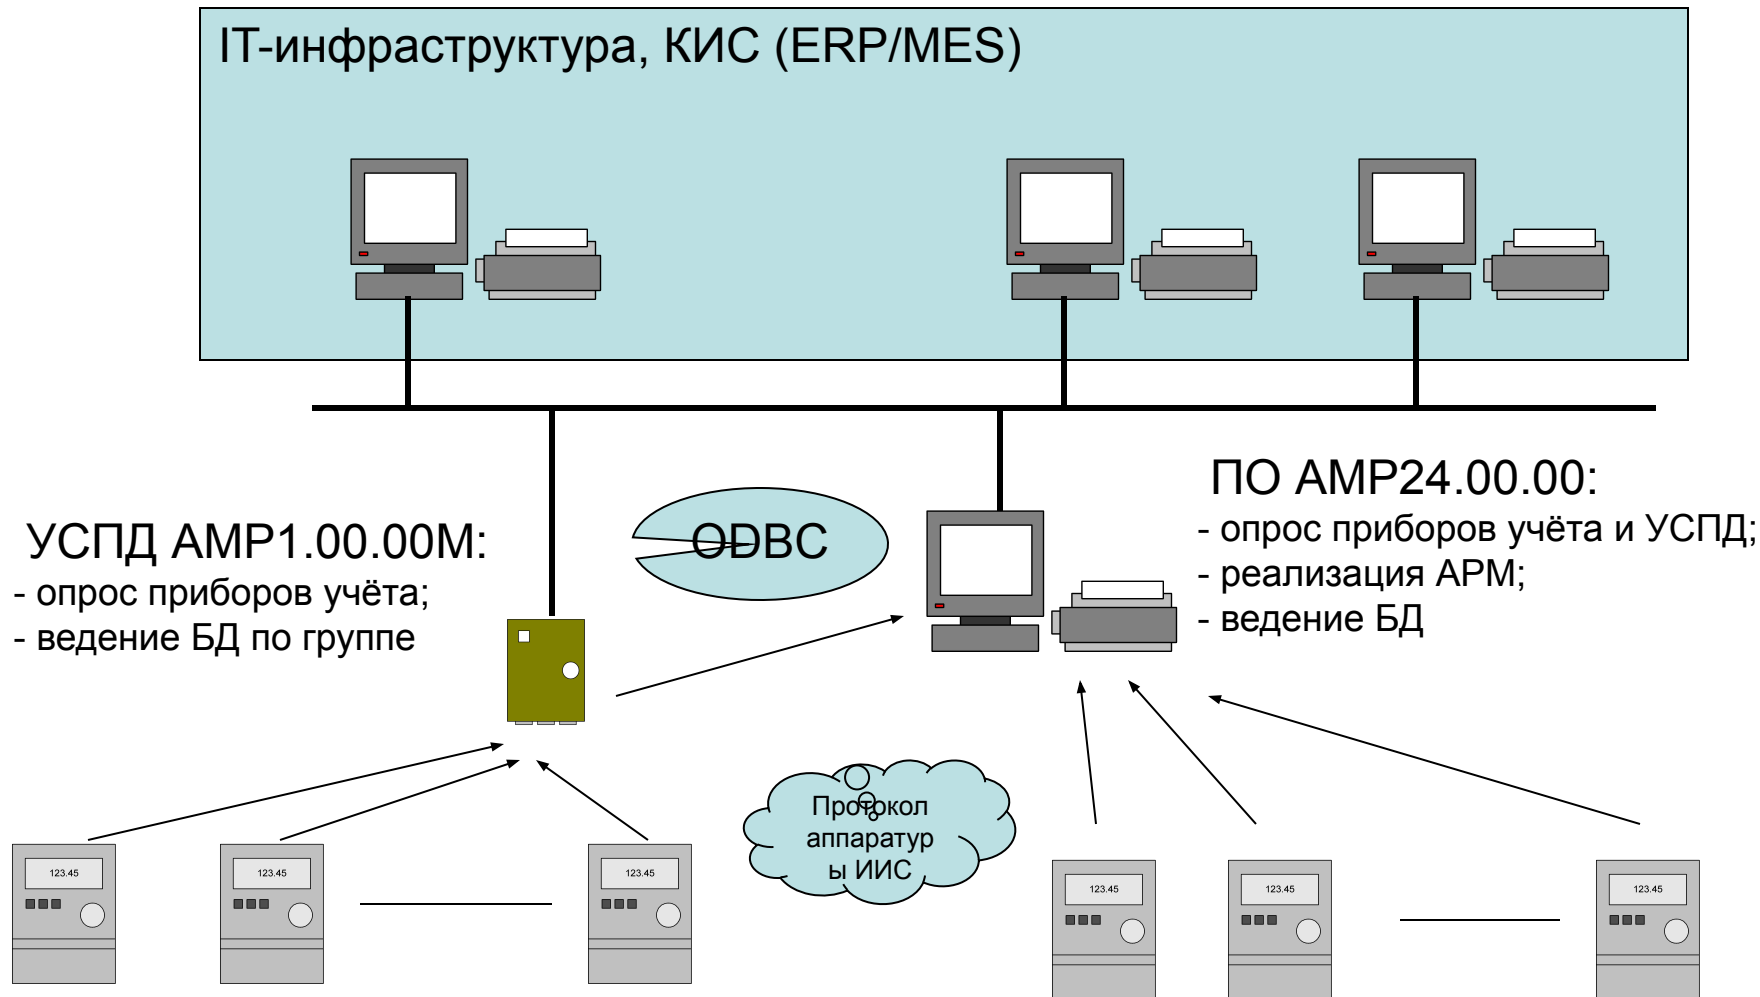 IT-инфраструктура, КИС (ERP/MES)
УСПД АМР1.00.00М:
- опрос приборов учёта;
- ведение БД по группе
ODBC
ПО АМР24.00.00:
- опрос приборов учёта и УСПД;
- реализация АРМ;
- ведение БД
Протокол
аппаратур
ы ИИС
123.45
123.45
123.45
123.45
123.45
123.45